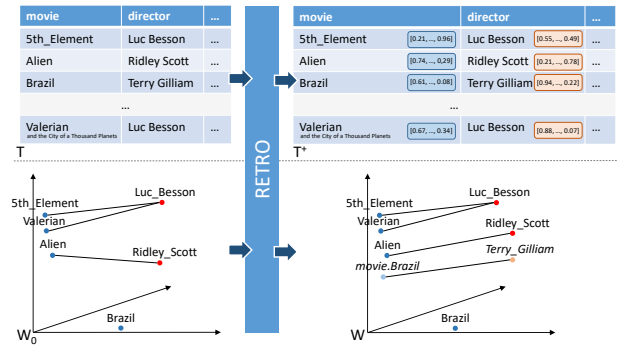 movie director
5th_Element Luc Besson ...
Alien Ridley Scott ...
Brazil Terry Gilliam ...
...
Valerian Luc Besson ...
and the City of a Thousand Planets
T
RETRO
movie director
5th_Element [0.21, ..., 0.96] Luc Besson [0.55, ..., 0.49] ...
Alien [0.74, ..., 0,29] Ridley Scott [0.21, ..., 0.78] ...
Brazil [0.61, ..., 0.08] Terry Gilliam [0.94, ..., 0.22] ...
...
Valerian [0.67, ..., 0.34] Luc Besson [0.88, ..., 0.07] ...
and the City of a Thousand Planets
T+
5th_Element Luc_Besson
Valerian
Alien Ridley_Scott
Brazil
W0
5th_Element Luc_Besson
Valerian
Ridley_Scott
Alien
Terry_Gilliam
movie.Brazil
Brazil
W